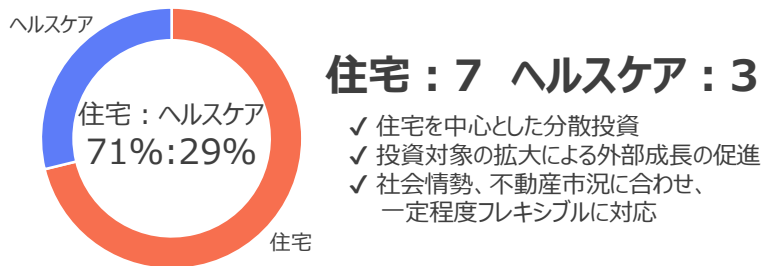 ヘルスケア
住宅：ヘルスケア
71%:29%
住宅
住宅：7 ヘルスケア：3
✓ 住宅を中心とした分散投資
✓ 投資対象の拡大による外部成長の促進
✓ 社会情勢、不動産市況に合わせ、
一定程度フレキシブルに対応